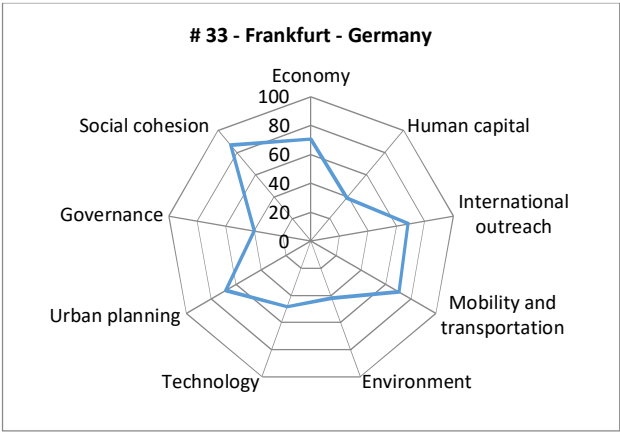 # 33 - Frankfurt - Germany
Economy
100
80
60
40
20
0
Human capital
International
outreach
Mobility and
transportation
Environment
Technology
Urban planning
Governance
Social cohesion